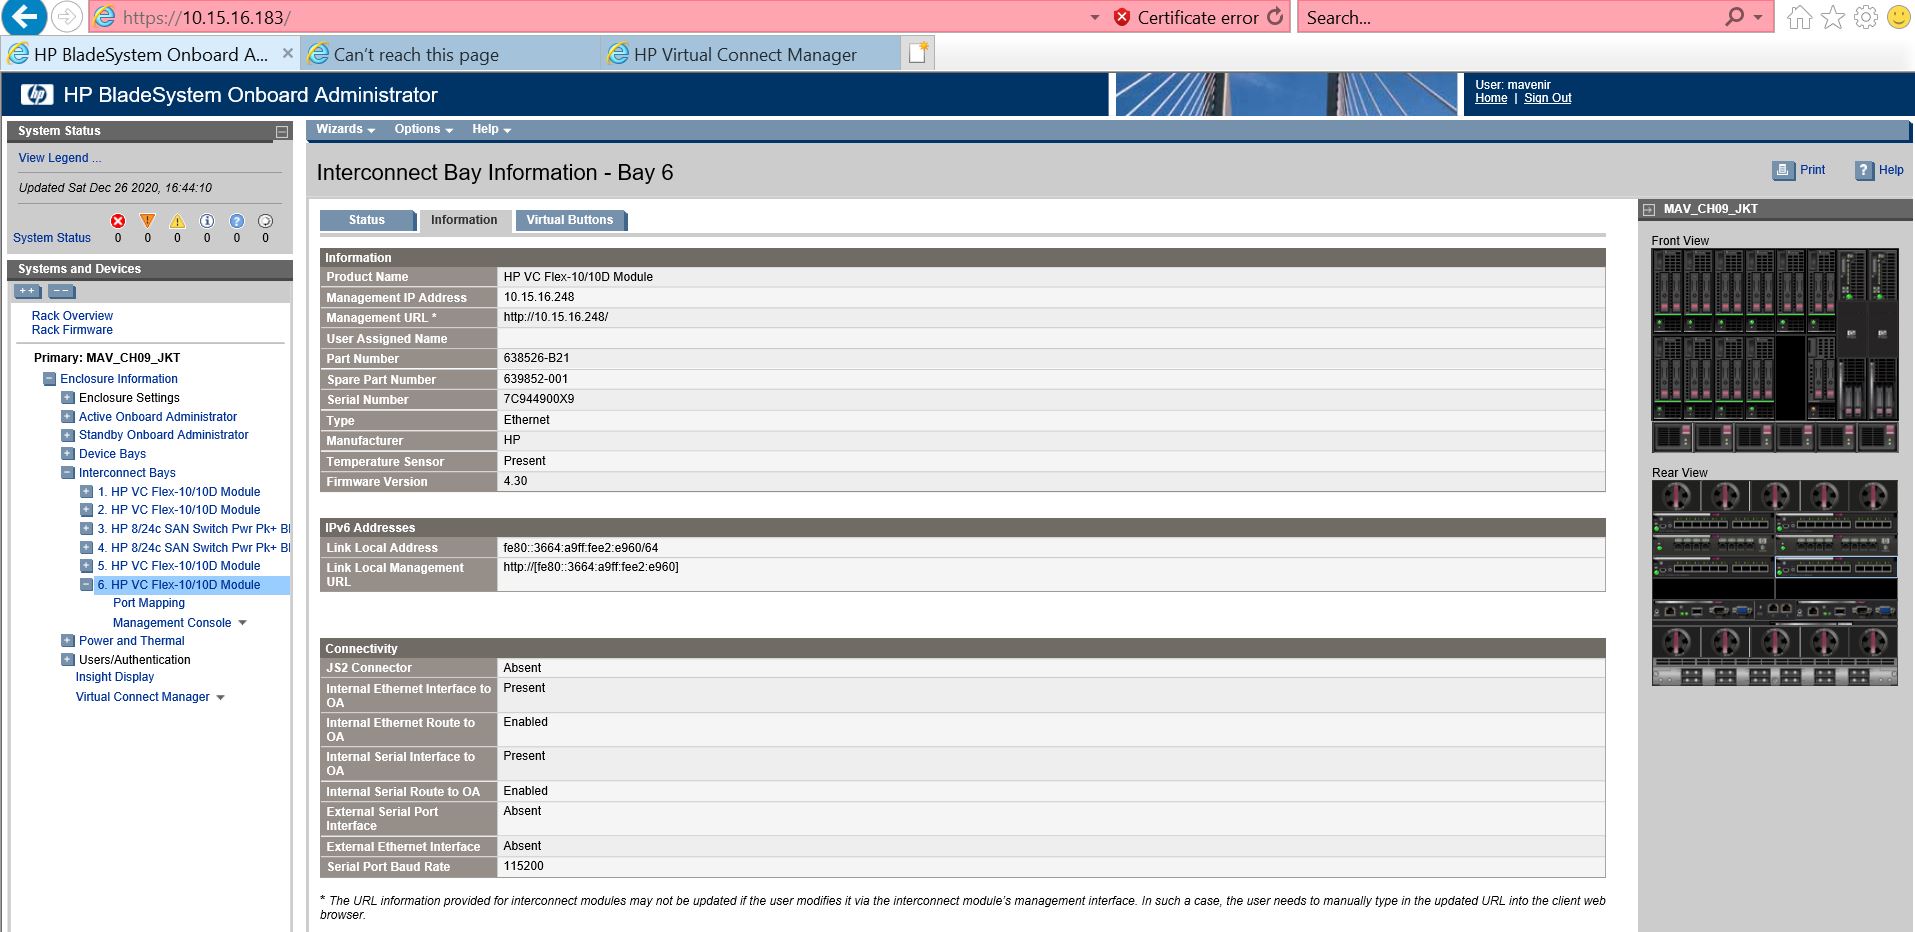 https://10.15.16.183/
Certificate error
Search...
HP BladeSystem Onboard A...
Can't reach this page
HP Virtual Connect Manager
hp HP BladeSystem Onboard Administrator
User: mavenir
Home | Sign Out
System Status
View Legend ...
Updated Sat Dec 26 2020, 16:44:10
System Status 0 0 0 0 0 0
Systems and Devices
Rack Overview
Rack Firmware
Primary: MAV_CH09_JKT
Enclosure Information
Enclosure Settings
Active Onboard Administrator
Standby Onboard Administrator
Device Bays
Interconnect Bays
1. HP VC Flex-10/10D Module
2. HP VC Flex-10/10D Module
3. HP 8/24c SAN Switch Pwr Pk+ Bl
4. HP 8/24c SAN Switch Pwr Pk+ Bl
5. HP VC Flex-10/10D Module
6. HP VC Flex-10/10D Module
Port Mapping
Management Console
Power and Thermal
Users/Authentication
Insight Display
Virtual Connect Manager
Wizards Options Help
Interconnect Bay Information - Bay 6
Print
Help
Status Information Virtual Buttons
Information
Product Name HP VC Flex-10/10D Module
Management IP Address 10.15.16.248
Management URL * http://10.15.16.248/
User Assigned Name
Part Number 638526-B21
Spare Part Number 639852-001
Serial Number 7C944900X9
Type Ethernet
Manufacturer HP
Temperature Sensor Present
Firmware Version 4.30
IPv6 Addresses
Link Local Address fe80::3664:a9ff:fee2:e960/64
Link Local Management http://[fe80::3664:a9ff:fee2:e960]
URL
Connectivity
JS2 Connector Absent
Internal Ethernet Interface to Present
OA
Internal Ethernet Route to Enabled
OA
Internal Serial Interface to Present
OA
Internal Serial Route to OA Enabled
External Serial Port Absent
Interface
External Ethernet Interface Absent
Serial Port Baud Rate 115200
* The URL information provided for interconnect modules may not be updated if the user modifies it via the interconnect module's management interface. In such a case, the user needs to manually type in the updated URL into the client web
browser.
MAV_CH09_JKT
Front View
Rear View